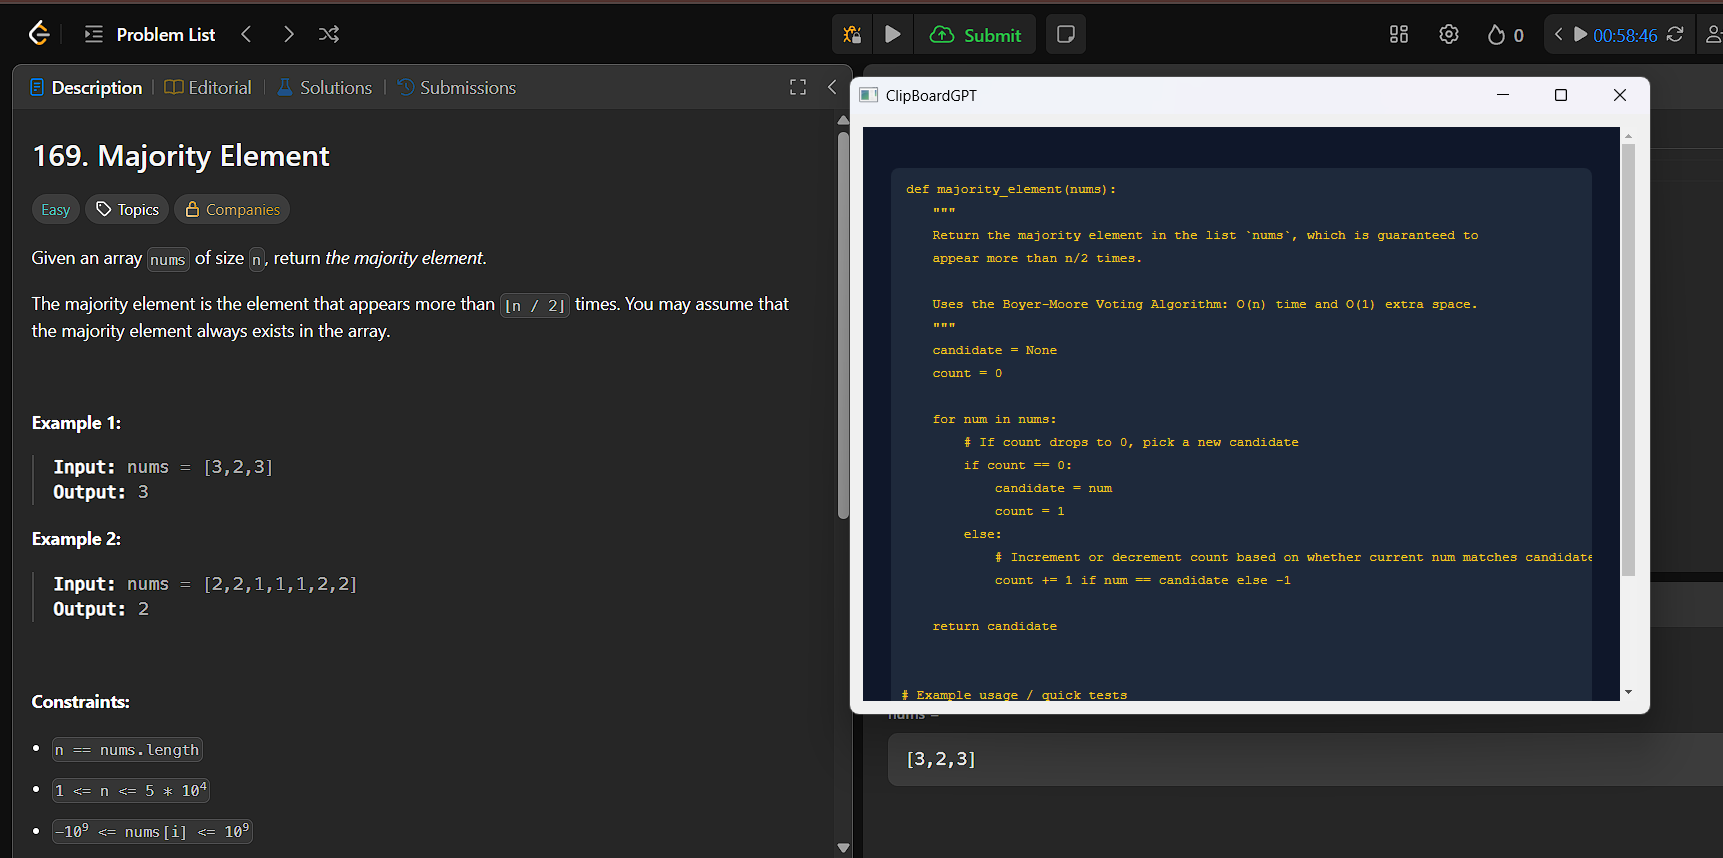 Problem List
Submit
0
00:58:46
Description
Editorial
Solutions
Submissions
169. Majority Element
Easy
Topics
Companies
Given an array nums of size n, return the majority element.
The majority element is the element that appears more than ⌊n / 2⌋ times. You may assume that
the majority element always exists in the array.
Example 1:
Input: nums = [3,2,3]
Output: 3
Example 2:
Input: nums = [2,2,1,1,1,2,2]
Output: 2
Constraints:
n == nums.length
1 <= n <= 5 * 10⁴
-10⁹ <= nums[i] <= 10⁹
ClipBoardGPT
def majority_element(nums):
"""
Return the majority element in the list `nums`, which is guaranteed to
appear more than n/2 times.
Uses the Boyer-Moore Voting Algorithm: O(n) time and O(1) extra space.
"""
candidate = None
count = 0
for num in nums:
# If count drops to 0, pick a new candidate
if count == 0:
candidate = num
count = 1
else:
# Increment or decrement count based on whether current num matches candidate
count += 1 if num == candidate else -1
return candidate
# Example usage / quick tests
nums =
[3,2,3]